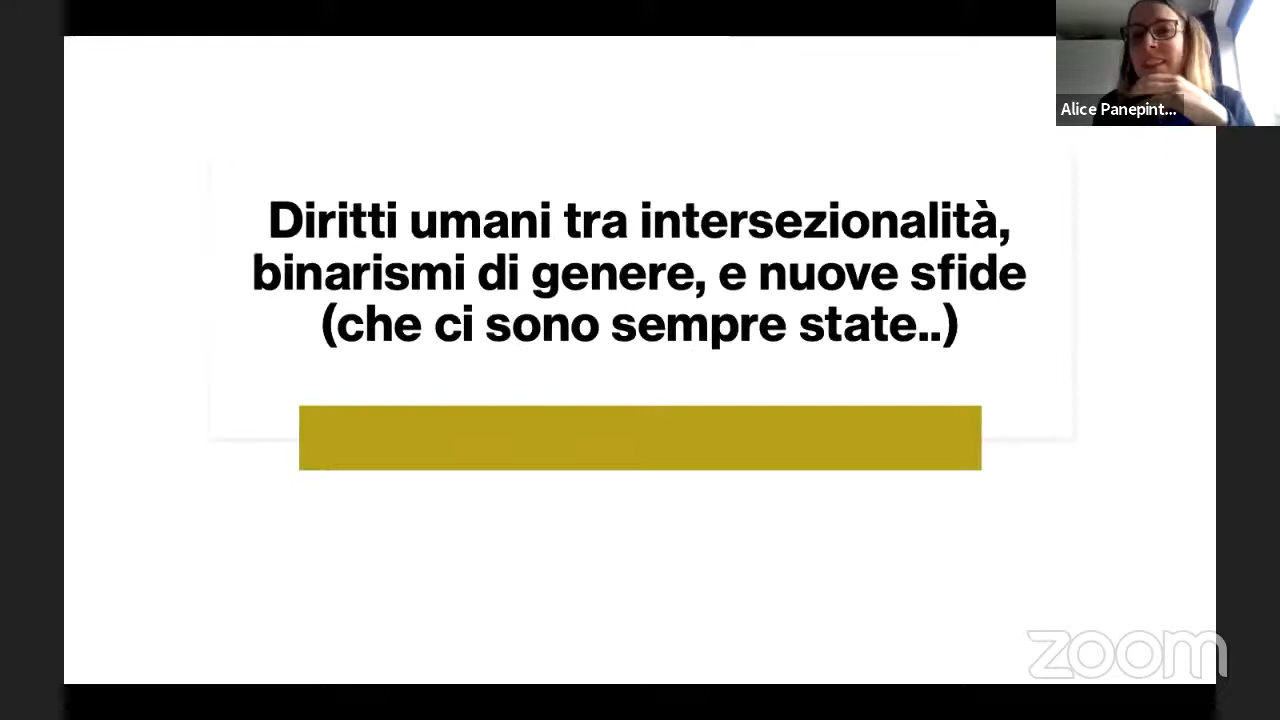 Alice Panepint...
Diritti umani tra intersezionalità,
binarismi di genere, e nuove sfide
(che ci sono sempre state..)
zoom